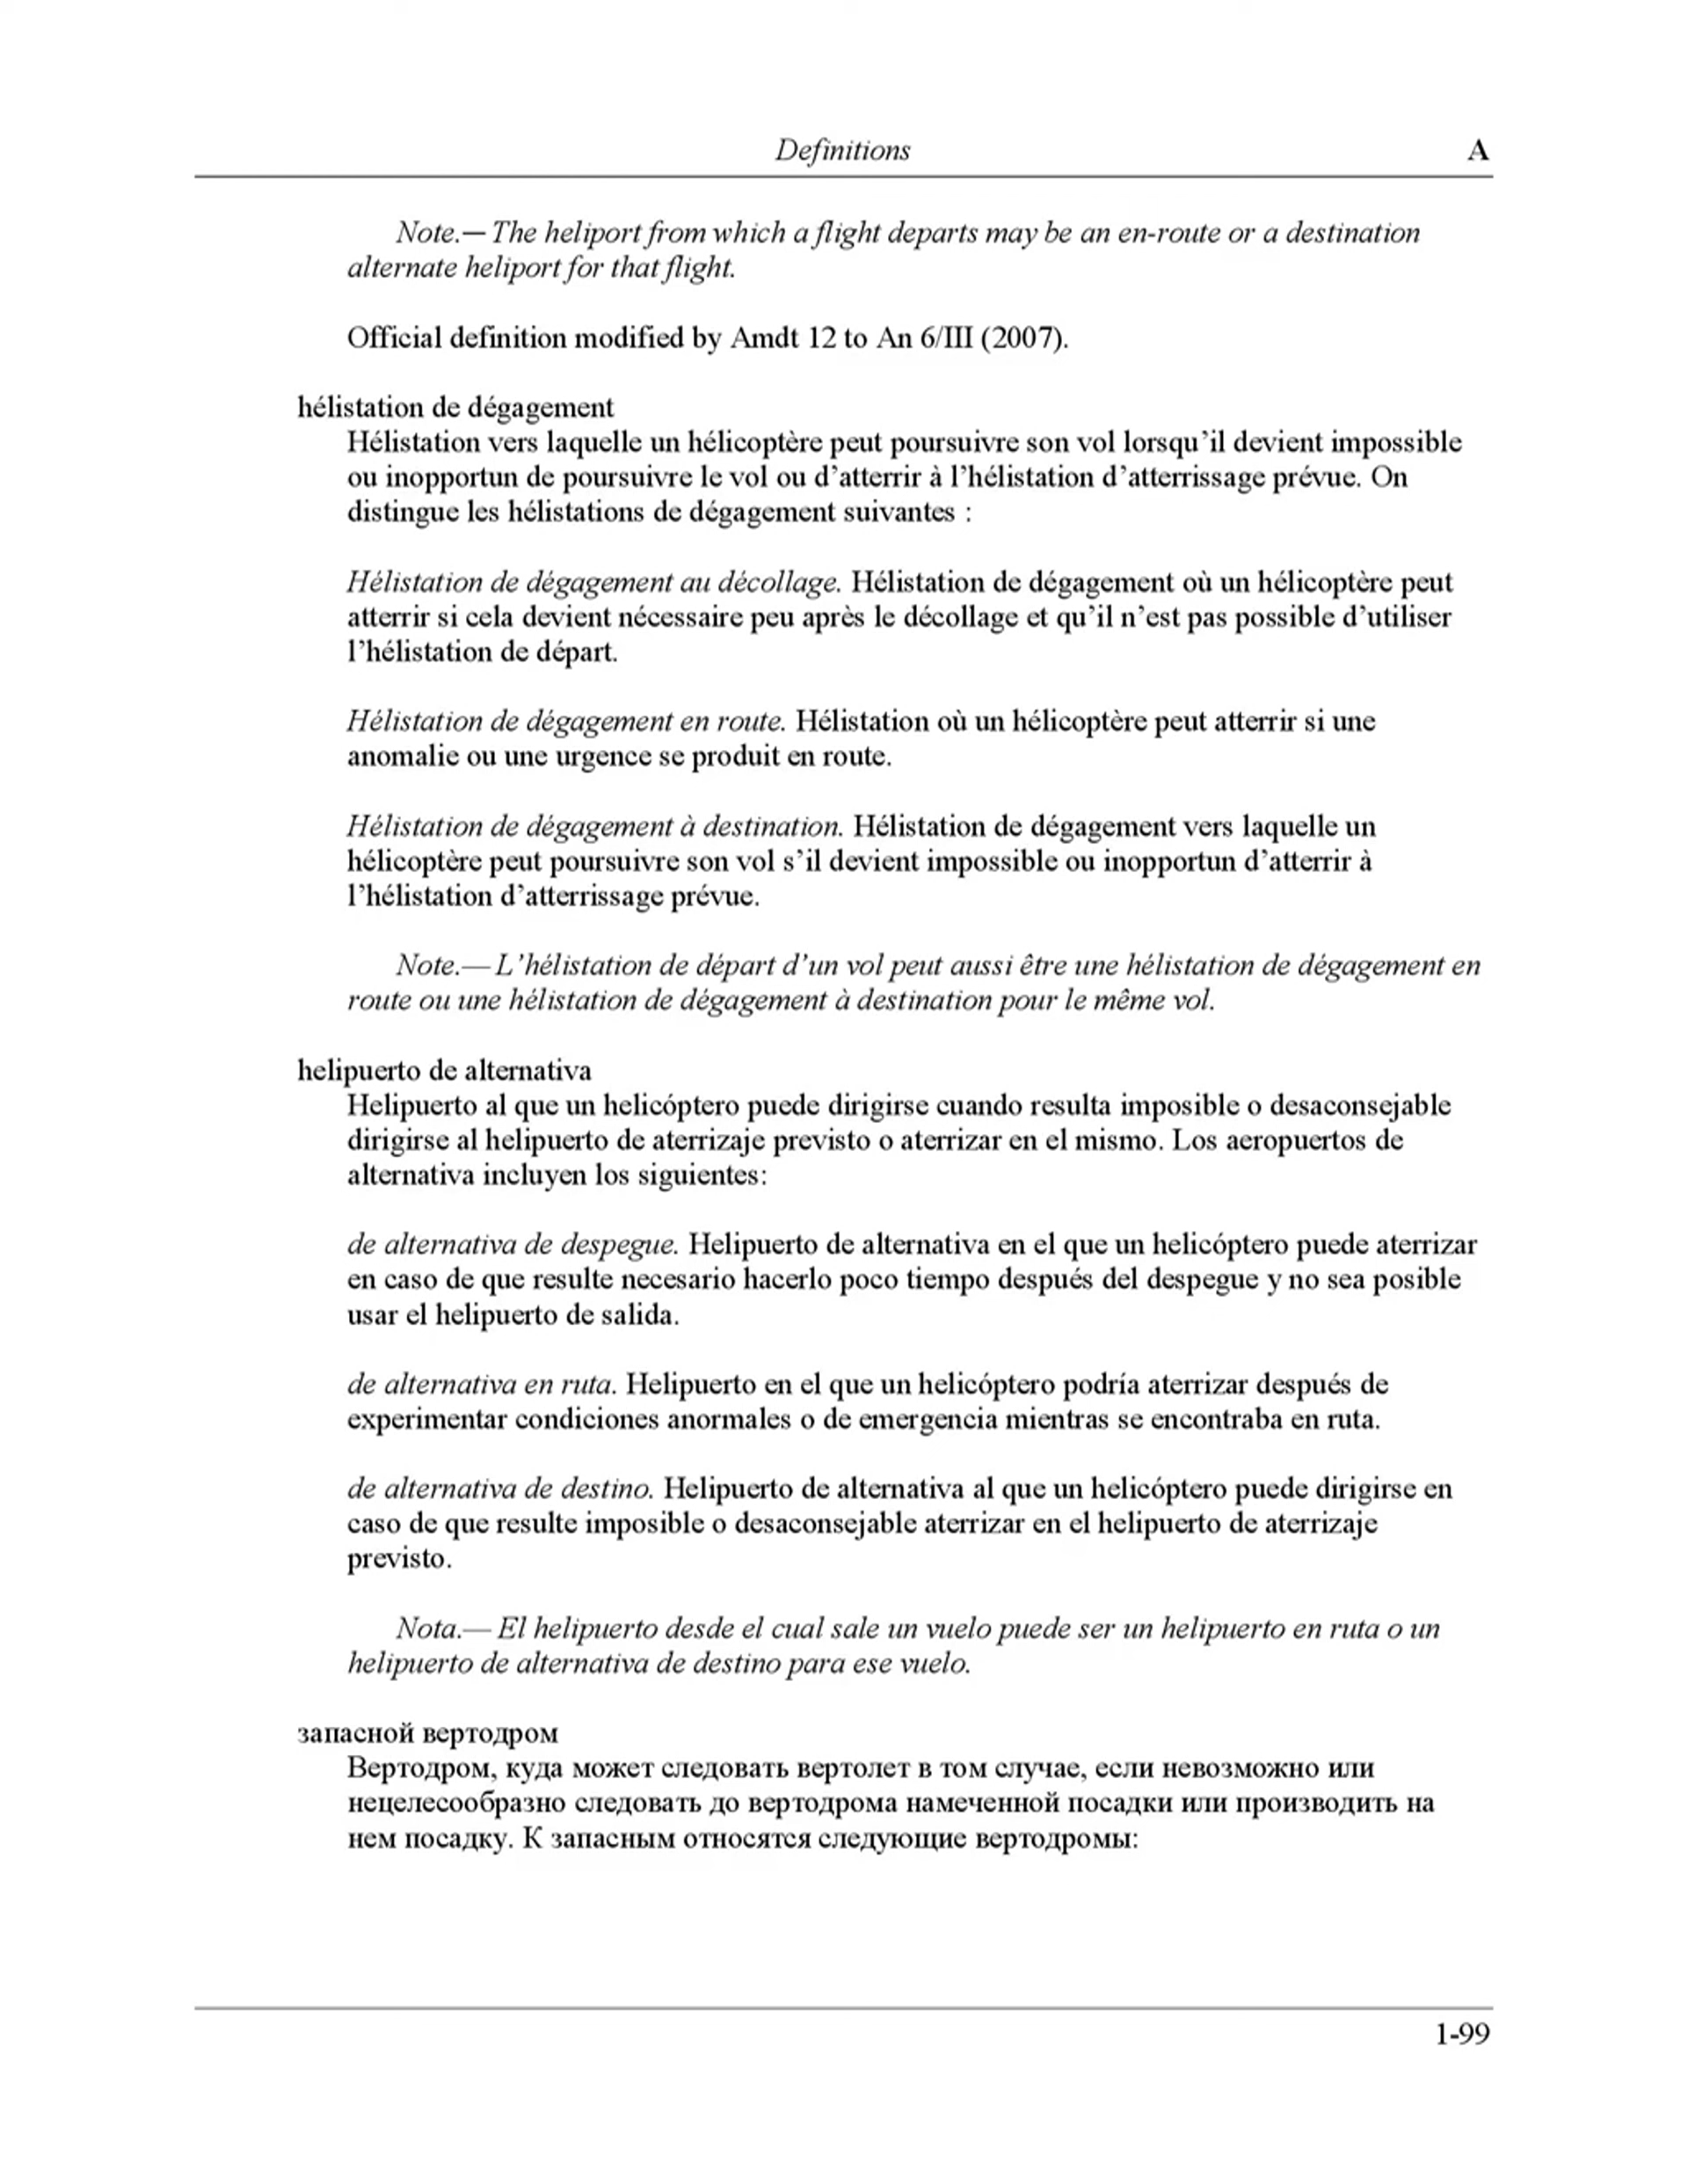 Definitions A
Note.— The heliport from which a flight departs may be an en-route or a destination
alternate heliport for that flight.
Official definition modified by Amdt 12 to An 6/III (2007).
hélistation de dégagement
Hélistation vers laquelle un hélicoptère peut poursuivre son vol lorsqu’il devient impossible
ou inopportun de poursuivre le vol ou d’atterrir à l’hélistation d’atterrissage prévue. On
distingue les hélistations de dégagement suivantes :
Hélistation de dégagement au décollage. Hélistation de dégagement où un hélicoptère peut
atterrir si cela devient nécessaire peu après le décollage et qu’il n’est pas possible d’utiliser
l’hélistation de départ.
Hélistation de dégagement en route. Hélistation où un hélicoptère peut atterrir si une
anomalie ou une urgence se produit en route.
Hélistation de dégagement à destination. Hélistation de dégagement vers laquelle un
hélicoptère peut poursuivre son vol s’il devient impossible ou inopportun d’atterrir à
l’hélistation d’atterrissage prévue.
Note.— L’hélistation de départ d’un vol peut aussi être une hélistation de dégagement en
route ou une hélistation de dégagement à destination pour le même vol.
helipuerto de alternativa
Helipuerto al que un helicóptero puede dirigirse cuando resulta imposible o desaconsejable
dirigirse al helipuerto de aterrizaje previsto o aterrizar en el mismo. Los aeropuertos de
alternativa incluyen los siguientes:
de alternativa de despegue. Helipuerto de alternativa en el que un helicóptero puede aterrizar
en caso de que resulte necesario hacerlo poco tiempo después del despegue y no sea posible
usar el helipuerto de salida.
de alternativa en ruta. Helipuerto en el que un helicóptero podría aterrizar después de
experimentar condiciones anormales o de emergencia mientras se encontraba en ruta.
de alternativa de destino. Helipuerto de alternativa al que un helicóptero puede dirigirse en
caso de que resulte imposible o desaconsejable aterrizar en el helipuerto de aterrizaje
previsto.
Nota.— El helipuerto desde el cual sale un vuelo puede ser un helipuerto en ruta o un
helipuerto de alternativa de destino para ese vuelo.
запасной вертодром
Вертодром, куда может следовать вертолет в том случае, если невозможно или
нецелесообразно следовать до вертодрома намеченной посадки или производить на
нем посадку. К запасным относятся следующие вертодромы:
1-99